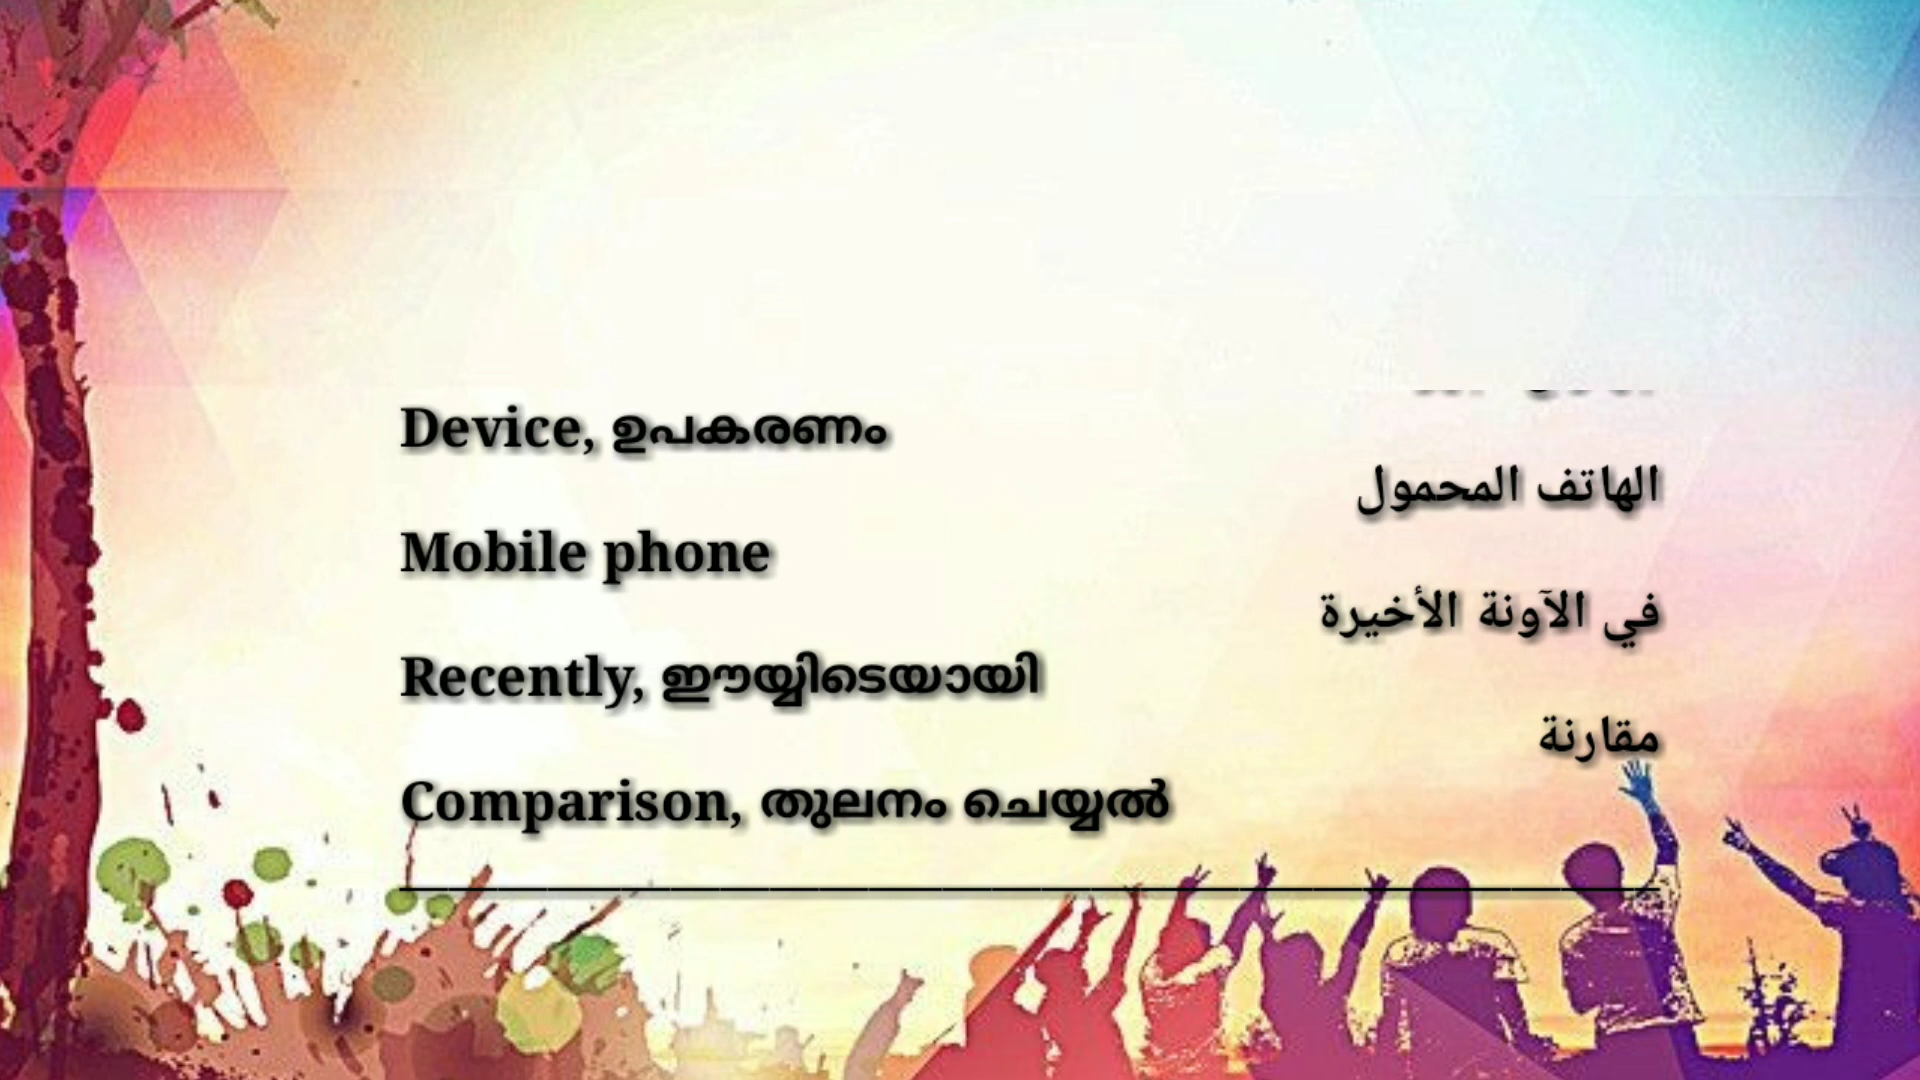 Device, ഉപകരണം
الهاتف المحمول
Mobile phone
في الآونة الأخيرة
Recently, ഈയ്യിടെയായി
مقارنة
Comparison, തുലനം ചെയ്യൽ